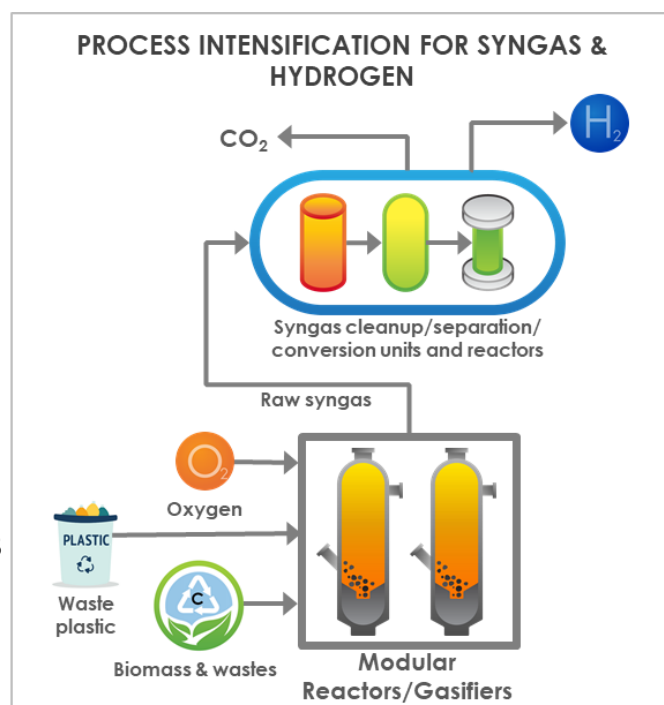 PROCESS INTENSIFICATION FOR SYNGAS &
HYDROGEN
CO₂
H₂
Syngas cleanup/separation/
conversion units and reactors
Raw syngas
O₂
Oxygen
PLASTIC
Waste
plastic
C
Biomass & wastes
Modular
Reactors/Gasifiers